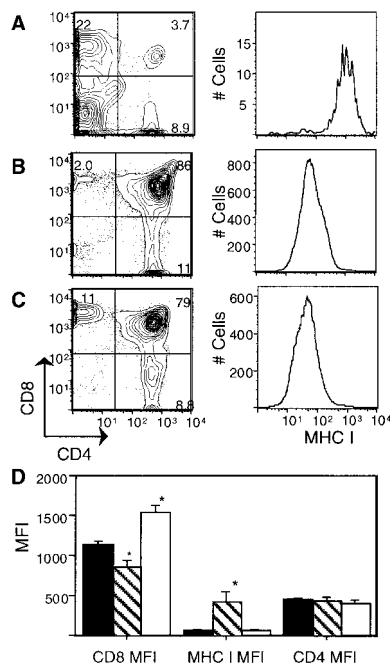 A
10⁴ 22 3.7
10³
10²
10¹
8.9
# Cells
15
10
5
B
10⁴ 2.0 86
10³
10²
10¹
11
# Cells
800
600
400
200
C
10⁴ 11 79
10³
10²
10¹
8.8
10¹ 10² 10³ 10⁴
CD8
CD4
# Cells
600
400
200
10¹ 10² 10³ 10⁴
MHC I
D
MFI
2000
1500
1000
500
* * *
CD8 MFI MHC I MFI CD4 MFI